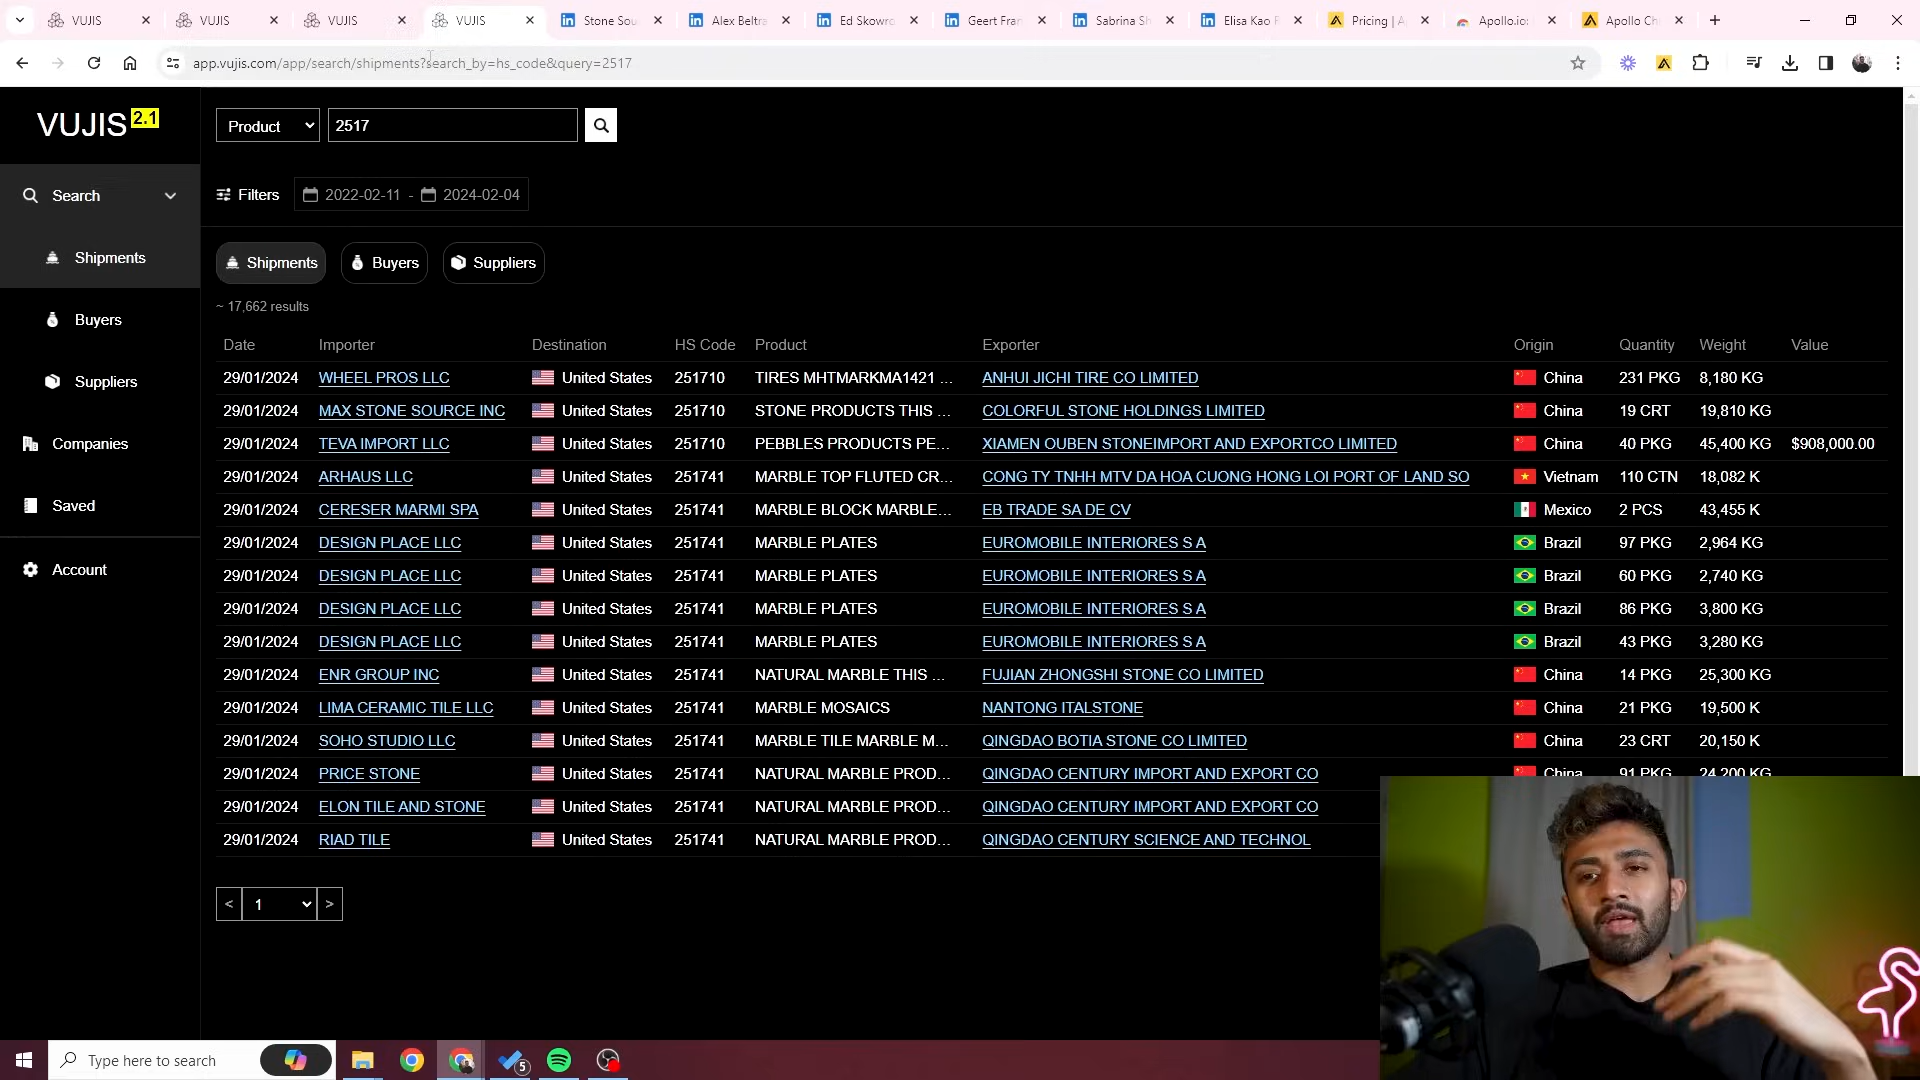 VUJIS
VUJIS
VUJIS
VUJIS
Stone Sou
Alex Beltra
Ed Skowro
Geert Fran
Sabrina Sh
Elisa Kao
Pricing | A
Apollo.io:
Apollo Ch
app.vujis.com/app/search/shipments?search_by=hs_code&query=2517
VUJIS 2.1
Product 2517
Search
Filters 2022-02-11 - 2024-02-04
Shipments
Buyers
Suppliers
Companies
Saved
Account
Shipments Buyers Suppliers
~ 17,662 results
Date Importer Destination HS Code Product Exporter Origin Quantity Weight Value
29/01/2024 WHEEL PROS LLC United States 251710 TIRES MHTMARKMA1421 ... ANHUI JICHI TIRE CO LIMITED China 231 PKG 8,180 KG
29/01/2024 MAX STONE SOURCE INC United States 251710 STONE PRODUCTS THIS ... COLORFUL STONE HOLDINGS LIMITED China 19 CRT 19,810 KG
29/01/2024 TEVA IMPORT LLC United States 251710 PEBBLES PRODUCTS PE... XIAMEN OUBEN STONEIMPORT AND EXPORTCO LIMITED China 40 PKG 45,400 KG $908,000.00
29/01/2024 ARHAUS LLC United States 251741 MARBLE TOP FLUTED CR... CONG TY TNHH MTV DA HOA CUONG HONG LOI PORT OF LAND SO Vietnam 110 CTN 18,082 K
29/01/2024 CERESER MARMI SPA United States 251741 MARBLE BLOCK MARBLE... EB TRADE SA DE CV Mexico 2 PCS 43,455 K
29/01/2024 DESIGN PLACE LLC United States 251741 MARBLE PLATES EUROMOBILE INTERIORES S A Brazil 97 PKG 2,964 KG
29/01/2024 DESIGN PLACE LLC United States 251741 MARBLE PLATES EUROMOBILE INTERIORES S A Brazil 60 PKG 2,740 KG
29/01/2024 DESIGN PLACE LLC United States 251741 MARBLE PLATES EUROMOBILE INTERIORES S A Brazil 86 PKG 3,800 KG
29/01/2024 DESIGN PLACE LLC United States 251741 MARBLE PLATES EUROMOBILE INTERIORES S A Brazil 43 PKG 3,280 KG
29/01/2024 ENR GROUP INC United States 251741 NATURAL MARBLE THIS ... FUJIAN ZHONGSHI STONE CO LIMITED China 14 PKG 25,300 KG
29/01/2024 LIMA CERAMIC TILE LLC United States 251741 MARBLE MOSAICS NANTONG ITALSTONE China 21 PKG 19,500 K
29/01/2024 SOHO STUDIO LLC United States 251741 MARBLE TILE MARBLE M... QINGDAO BOTIA STONE CO LIMITED China 23 CRT 20,150 K
29/01/2024 PRICE STONE United States 251741 NATURAL MARBLE PROD... QINGDAO CENTURY IMPORT AND EXPORT CO China 91 PKG 24,200 KG
29/01/2024 ELON TILE AND STONE United States 251741 NATURAL MARBLE PROD... QINGDAO CENTURY IMPORT AND EXPORT CO
29/01/2024 RIAD TILE United States 251741 NATURAL MARBLE PROD... QINGDAO CENTURY SCIENCE AND TECHNOL
< 1 >
Type here to search
5